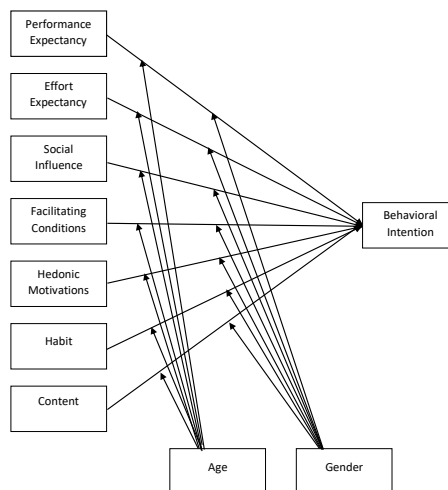 Performance
Expectancy
Effort
Expectancy
Social
Influence
Facilitating
Conditions
Behavioral
Intention
Hedonic
Motivations
Habit
Content
Age
Gender